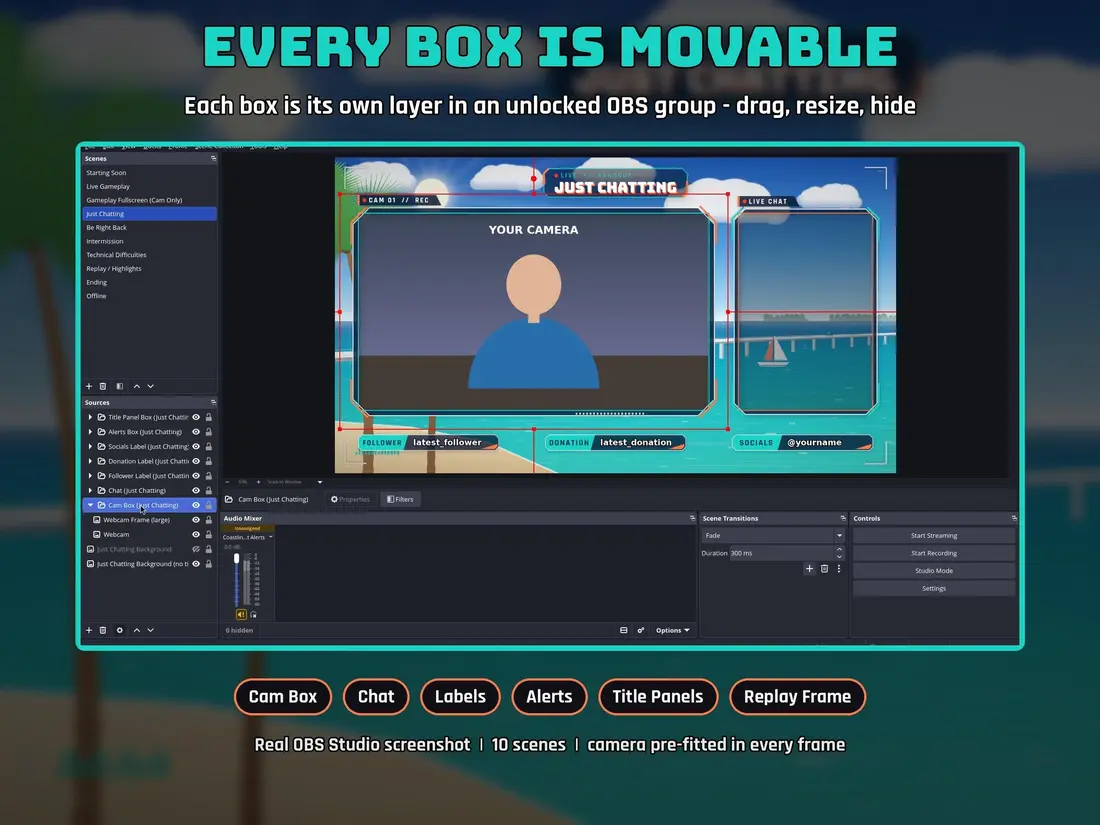 EVERY BOX IS MOVABLE
Each box is its own layer in an unlocked OBS group - drag, resize, hide
Scenes
Starting Soon
Live Gameplay
Gameplay Fullscreen (Cam Only)
Just Chatting
Be Right Back
Intermission
Technical Difficulties
Replay / Highlights
Ending
Offline
Sources
Title Panel Box (Just Chattin
Alerts Box (Just Chatting)
Socials Label (Just Chatting)
Donation Label (Just Chattin
Follower Label (Just Chattin
Chat (Just Chatting)
Cam Box (Just Chatting)
Webcam Frame (large)
Webcam
Just Chatting Background
Just Chatting Background (no t
JUST CHATTING
CAM 01 // REC
LIVE CHAT
YOUR CAMERA
FOLLOWER latest_follower
DONATION latest_donation
SOCIALS @yourname
Cam Box (Just Chatting)
Properties
Filters
Audio Mixer
Unassigned
Coastlin...t Alerts
0 hidden
Options
Scene Transitions
Fade
Duration 300 ms
Controls
Start Streaming
Start Recording
Studio Mode
Settings
Cam Box
Chat
Labels
Alerts
Title Panels
Replay Frame
Real OBS Studio screenshot | 10 scenes | camera pre-fitted in every frame